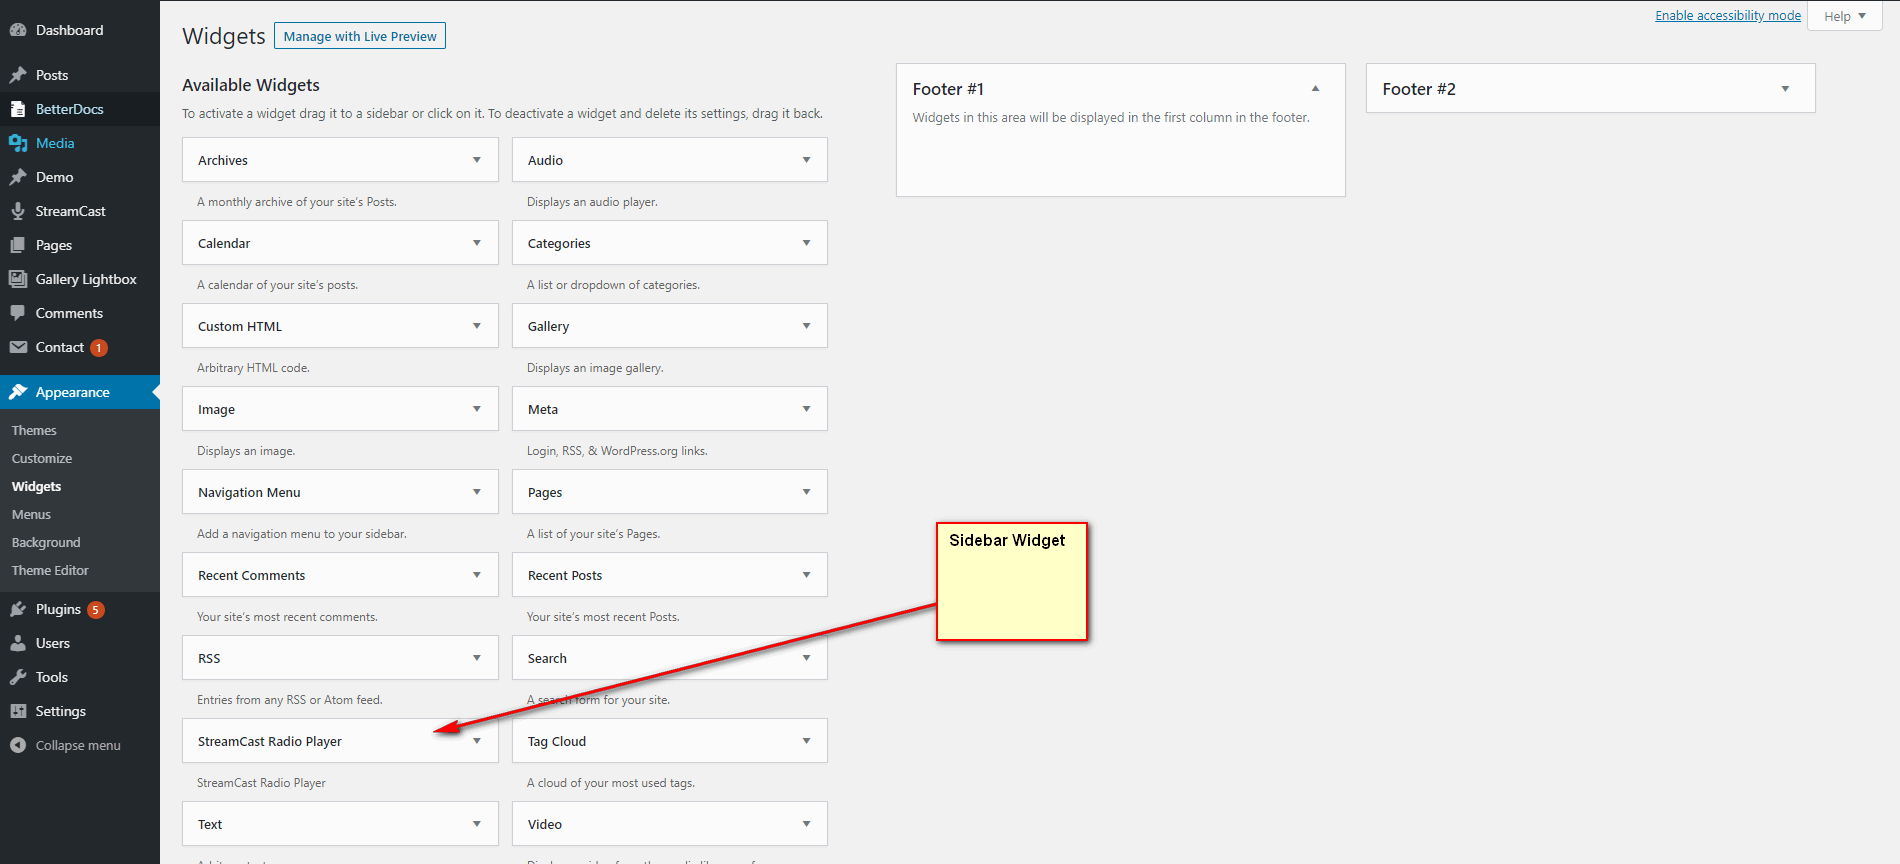 Dashboard
Posts
BetterDocs
Media
Demo
StreamCast
Pages
Gallery Lightbox
Comments
Contact 1
Appearance
Themes
Customize
Widgets
Menus
Background
Theme Editor
Plugins 5
Users
Tools
Settings
Collapse menu
Enable accessibility mode
Help
Widgets
Manage with Live Preview
Available Widgets
To activate a widget drag it to a sidebar or click on it. To deactivate a widget and delete its settings, drag it back.
Archives
A monthly archive of your site's Posts.
Audio
Displays an audio player.
Calendar
A calendar of your site's posts.
Categories
A list or dropdown of categories.
Custom HTML
Arbitrary HTML code.
Gallery
Displays an image gallery.
Image
Displays an image.
Meta
Login, RSS, & WordPress.org links.
Navigation Menu
Add a navigation menu to your sidebar.
Pages
A list of your site's Pages.
Recent Comments
Your site's most recent comments.
Recent Posts
Your site's most recent Posts.
RSS
Entries from any RSS or Atom feed.
Search
A search form for your site.
StreamCast Radio Player
StreamCast Radio Player
Tag Cloud
A cloud of your most used tags.
Text
Video
Footer #1
Widgets in this area will be displayed in the first column in the footer.
Footer #2
Sidebar Widget